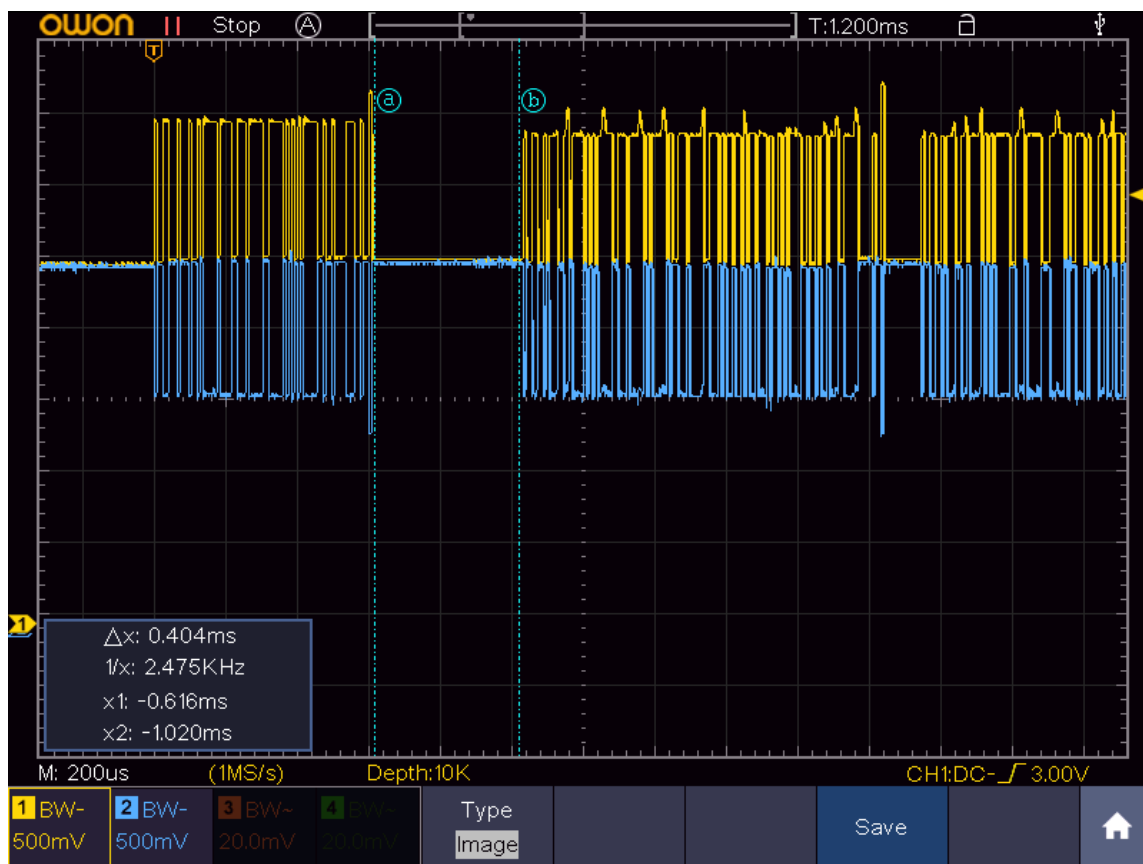 OWON Stop A T:1.200ms
T
a b
1
Δx: 0.404ms
1/x: 2.475KHz
x1: -0.616ms
x2: -1.020ms
M: 200us (1MS/s) Depth:10K CH1:DC- 3.00V
1 BW- 2 BW- 3 BW~ 4 BW~ Type Save
500mV 500mV 20.0mV 20.0mV Image